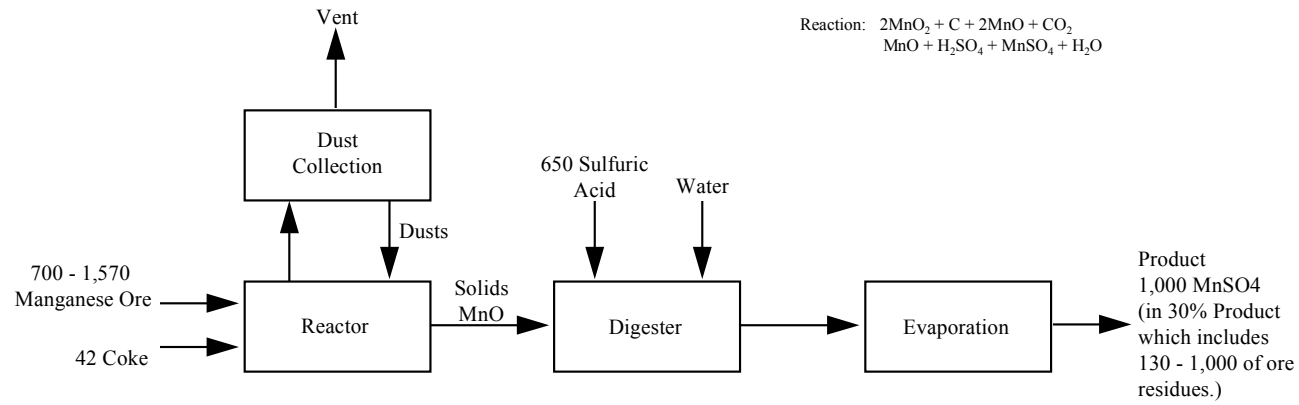 Vent
Reaction: 2MnO₂ + C + 2MnO + CO₂
MnO + H₂SO₄ + MnSO₄ + H₂O
Dust
Collection
650 Sulfuric
Acid
Water
Dusts
700 - 1,570
Manganese Ore
42 Coke
Reactor
Solids
MnO
Digester
Evaporation
Product
1,000 MnSO4
(in 30% Product
which includes
130 - 1,000 of ore
residues.)